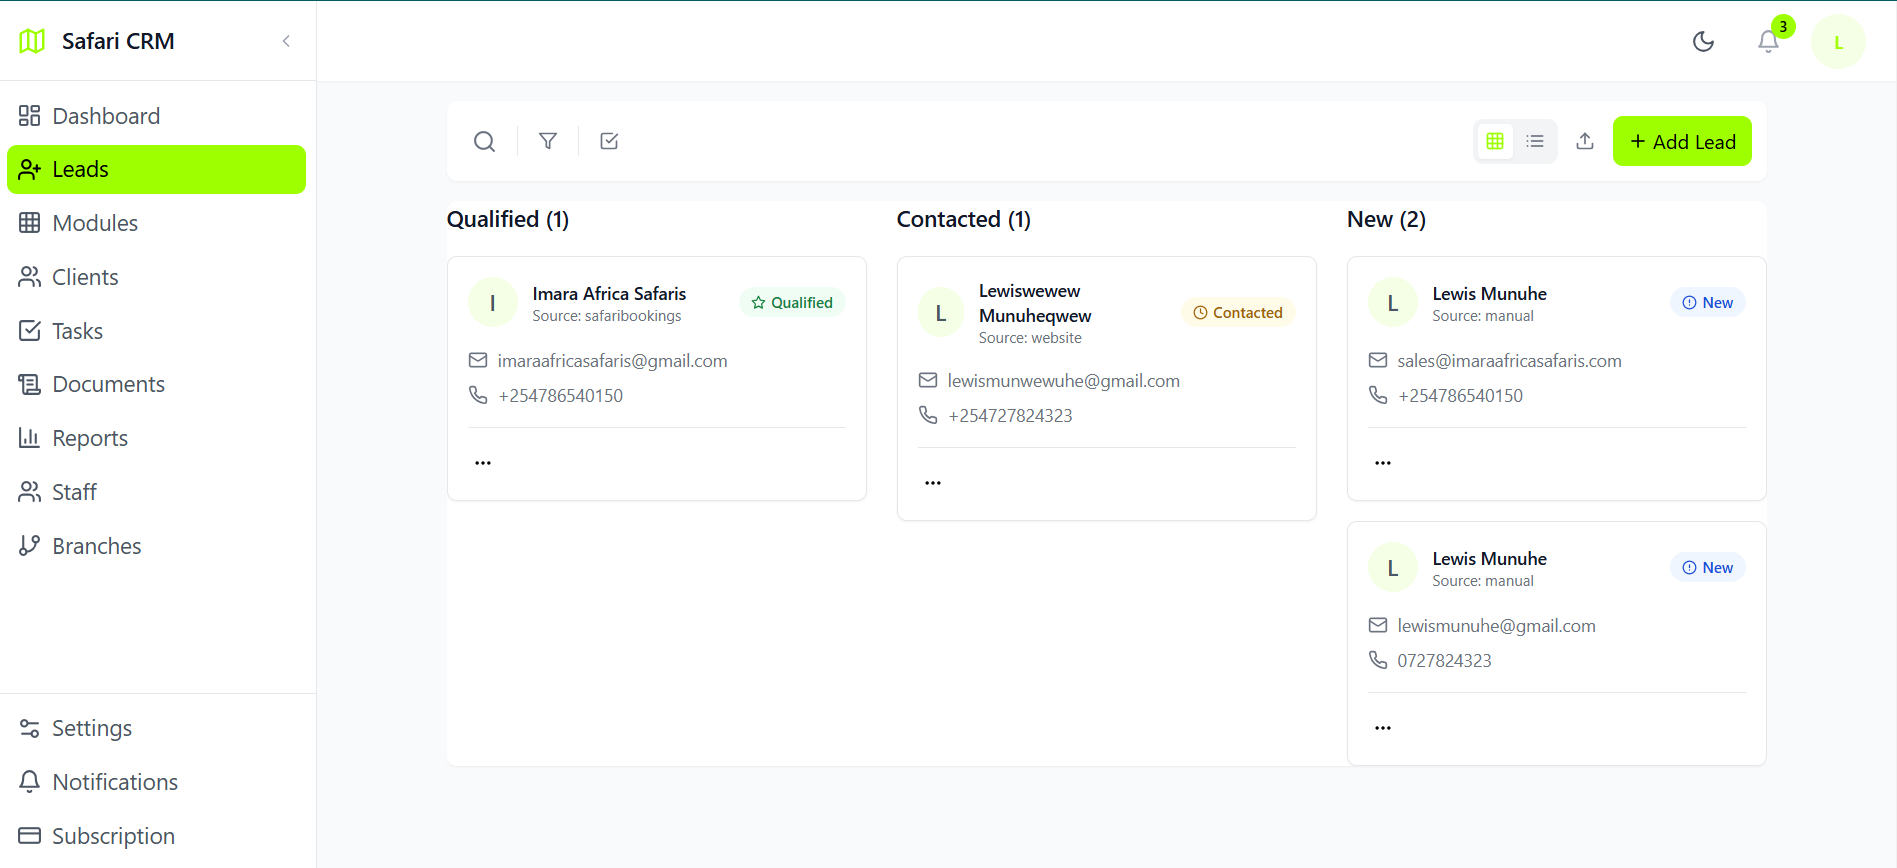 Safari CRM
3
L
Dashboard
Leads
Modules
Clients
Tasks
Documents
Reports
Staff
Branches
Settings
Notifications
Subscription
+ Add Lead
Qualified (1)
I
Imara Africa Safaris
Source: safaribookings
Qualified
imaraafricasafaris@gmail.com
+254786540150
...
Contacted (1)
L
Lewiswewew
Munuheqwew
Source: website
Contacted
lewismunwewuhe@gmail.com
+254727824323
...
New (2)
L
Lewis Munuhe
Source: manual
New
sales@imaraafricasafaris.com
+254786540150
...
L
Lewis Munuhe
Source: manual
New
lewismunuhe@gmail.com
0727824323
...